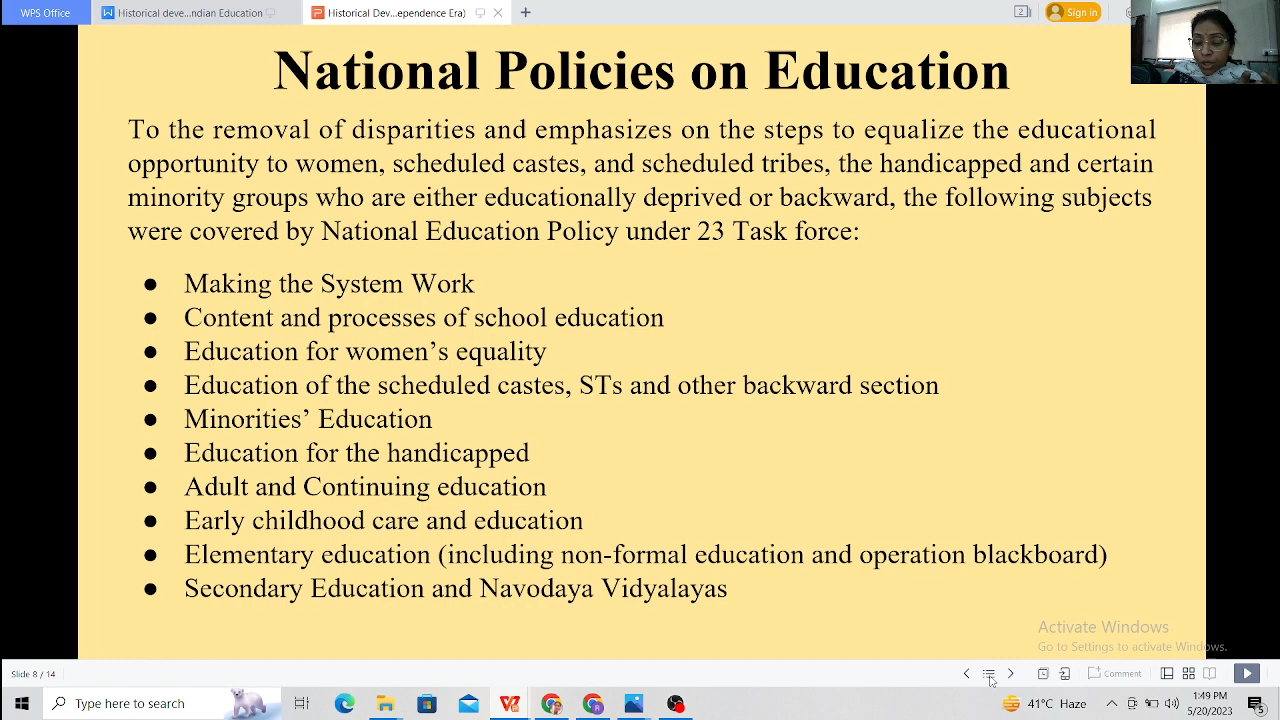 WPS Office
Historical deve...ndian Education
Historical Dev...ependence Era)
2
Sign in
National Policies on Education
To the removal of disparities and emphasizes on the steps to equalize the educational
opportunity to women, scheduled castes, and scheduled tribes, the handicapped and certain
minority groups who are either educationally deprived or backward, the following subjects
were covered by National Education Policy under 23 Task force:
● Making the System Work
● Content and processes of school education
● Education for women’s equality
● Education of the scheduled castes, STs and other backward section
● Minorities’ Education
● Education for the handicapped
● Adult and Continuing education
● Early childhood care and education
● Elementary education (including non-formal education and operation blackboard)
● Secondary Education and Navodaya Vidyalayas
Activate Windows
Go to Settings to activate Windows.
Slide 8 / 14
Comment
Type here to search
41°C Haze
1:49 PM
5/20/2023
5